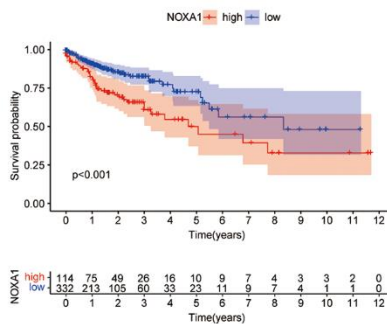 NOXA1 high low
1.00
0.75
0.50
0.25
0.00
Survival probability
p<0.001
0 1 2 3 4 5 6 7 8 9 10 11 12
Time(years)
NOXA1
high 114 75 49 26 16 10 9 7 4 3 3 2 0
low 332 213 105 60 33 23 11 9 7 4 1 1 0
0 1 2 3 4 5 6 7 8 9 10 11 12
Time(years)